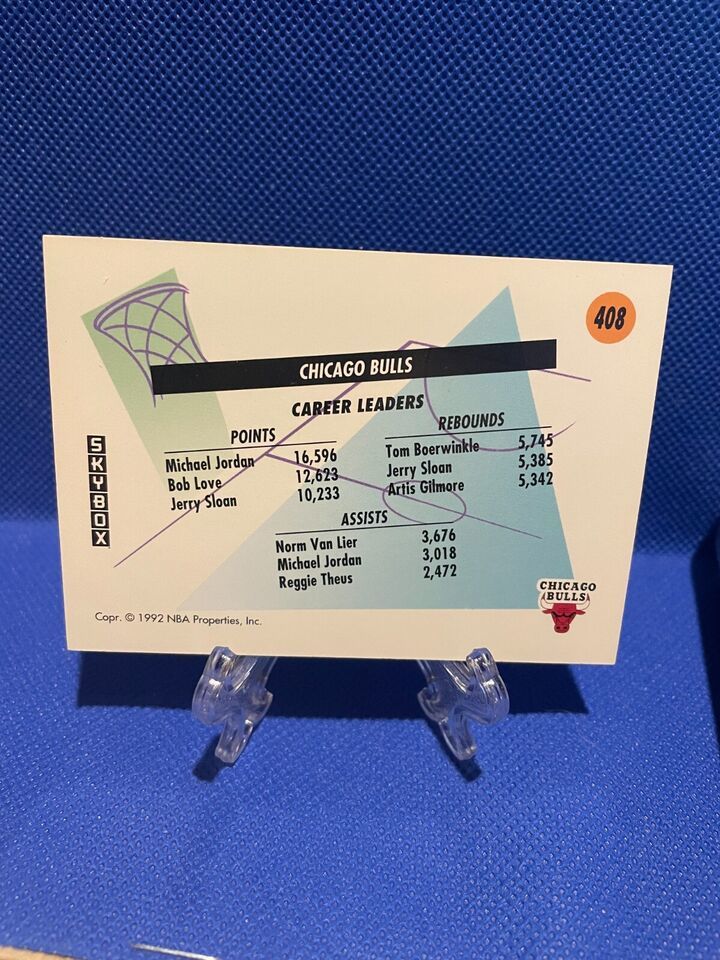 408
CHICAGO BULLS
CAREER LEADERS
SKYBOX
POINTS
Michael Jordan 16,596
Bob Love 12,623
Jerry Sloan 10,233
REBOUNDS
Tom Boerwinkle 5,745
Jerry Sloan 5,385
Artis Gilmore 5,342
ASSISTS
Norm Van Lier 3,676
Michael Jordan 3,018
Reggie Theus 2,472
CHICAGO
BULLS
Copr. © 1992 NBA Properties, Inc.